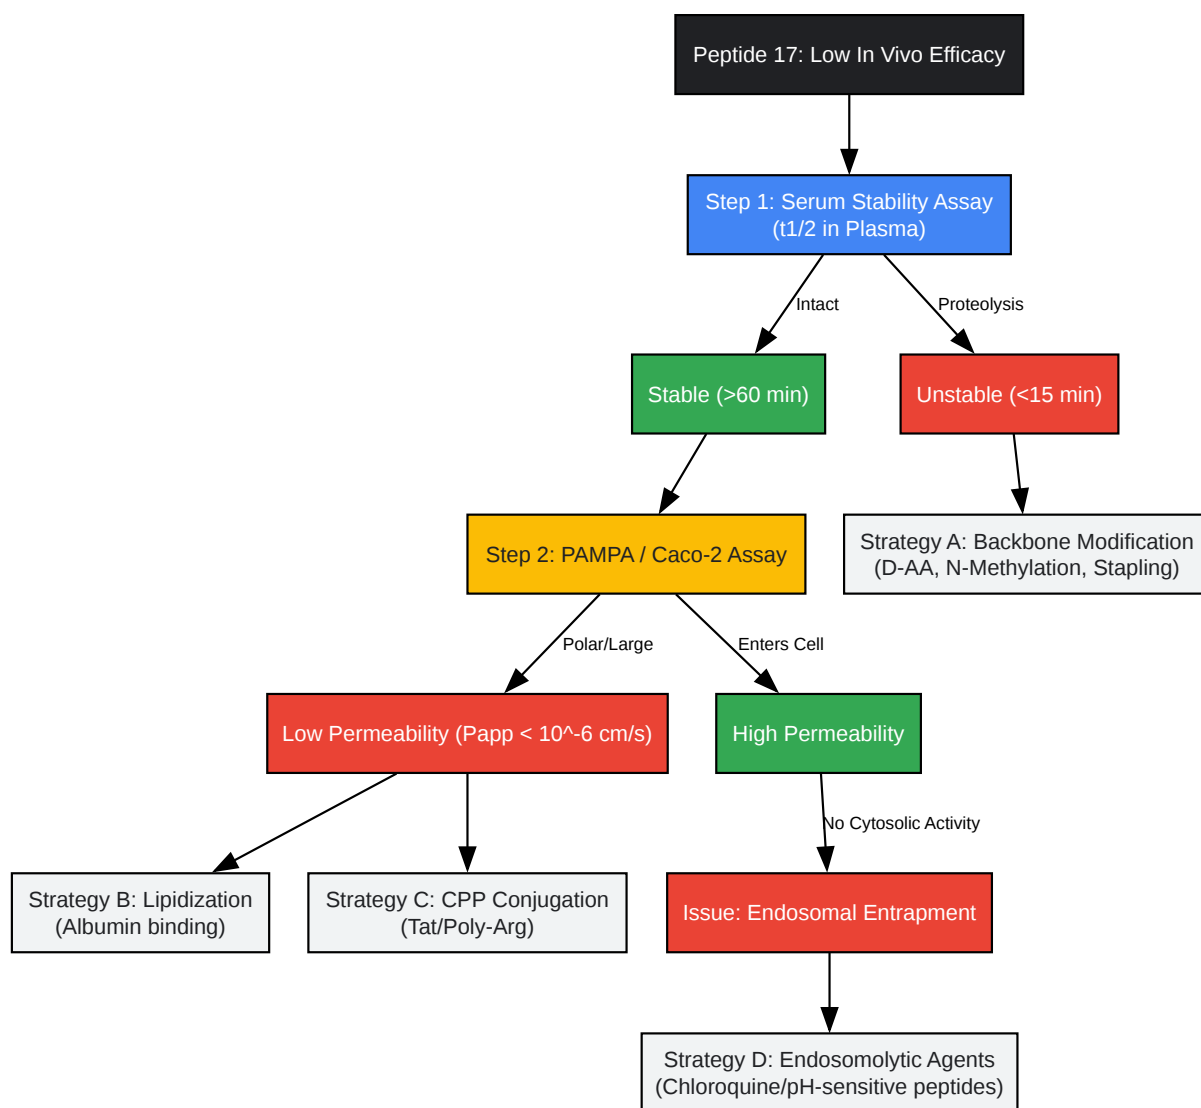 Peptide 17: Low In Vivo Efficacy
Step 1: Serum Stability Assay
(t1/2 in Plasma)
Intact
Proteolysis
Stable (>60 min)
Unstable (<15 min)
Step 2: PAMPA / Caco-2 Assay
Strategy A: Backbone Modification
(D-AA, N-Methylation, Stapling)
Polar/Large
Enters Cell
Low Permeability (Papp < 10^-6 cm/s)
High Permeability
No Cytosolic Activity
Strategy B: Lipidization
(Albumin binding)
Strategy C: CPP Conjugation
(Tat/Poly-Arg)
Issue: Endosomal Entrapment
Strategy D: Endosomolytic Agents
(Chloroquine/pH-sensitive peptides)